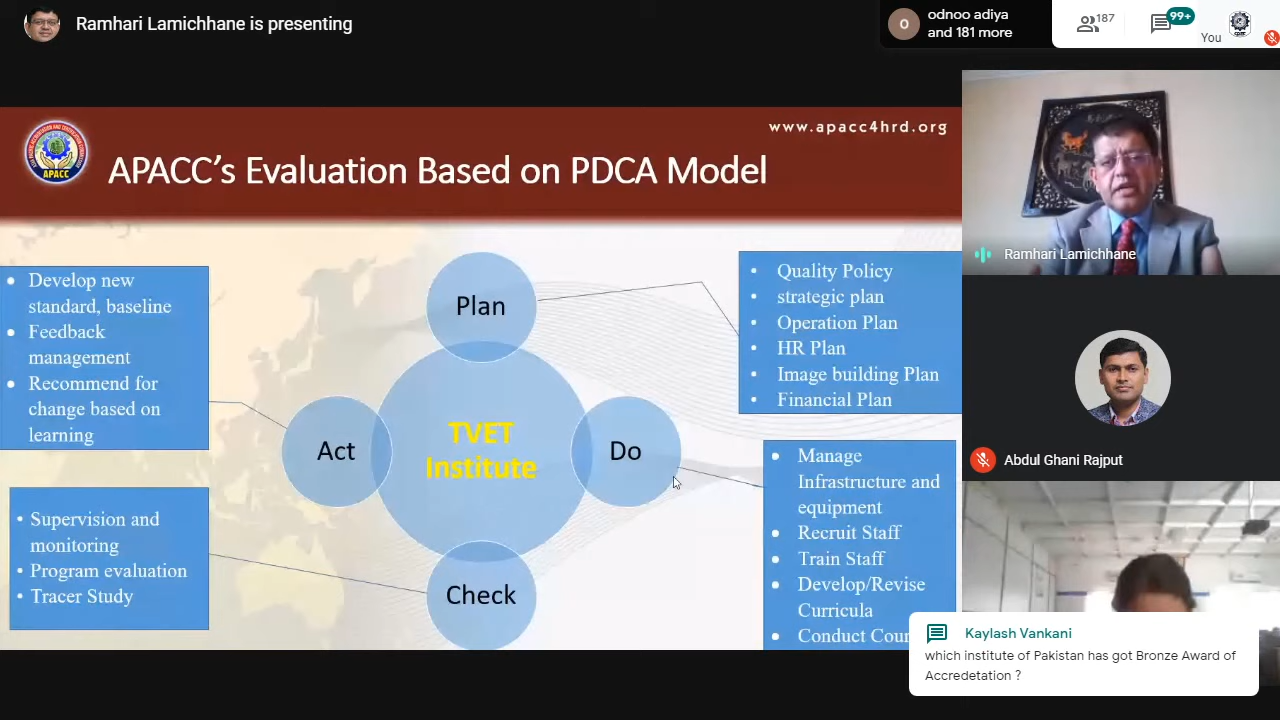 Ramhari Lamichhane is presenting
O
odnoo adiya
and 181 more
187
99+
You
www.apacc4hrd.org
APACC
APACC's Evaluation Based on PDCA Model
Plan
Do
Check
Act
TVET
Institute
• Develop new
standard, baseline
• Feedback
management
• Recommend for
change based on
learning
• Supervision and
monitoring
• Program evaluation
• Tracer Study
• Quality Policy
• strategic plan
• Operation Plan
• HR Plan
• Image building Plan
• Financial Plan
• Manage
Infrastructure and
equipment
• Recruit Staff
• Train Staff
• Develop/Revise
Curricula
• Conduct Cour
Ramhari Lamichhane
Abdul Ghani Rajput
Kaylash Vankani
which institute of Pakistan has got Bronze Award of
Accredetation ?